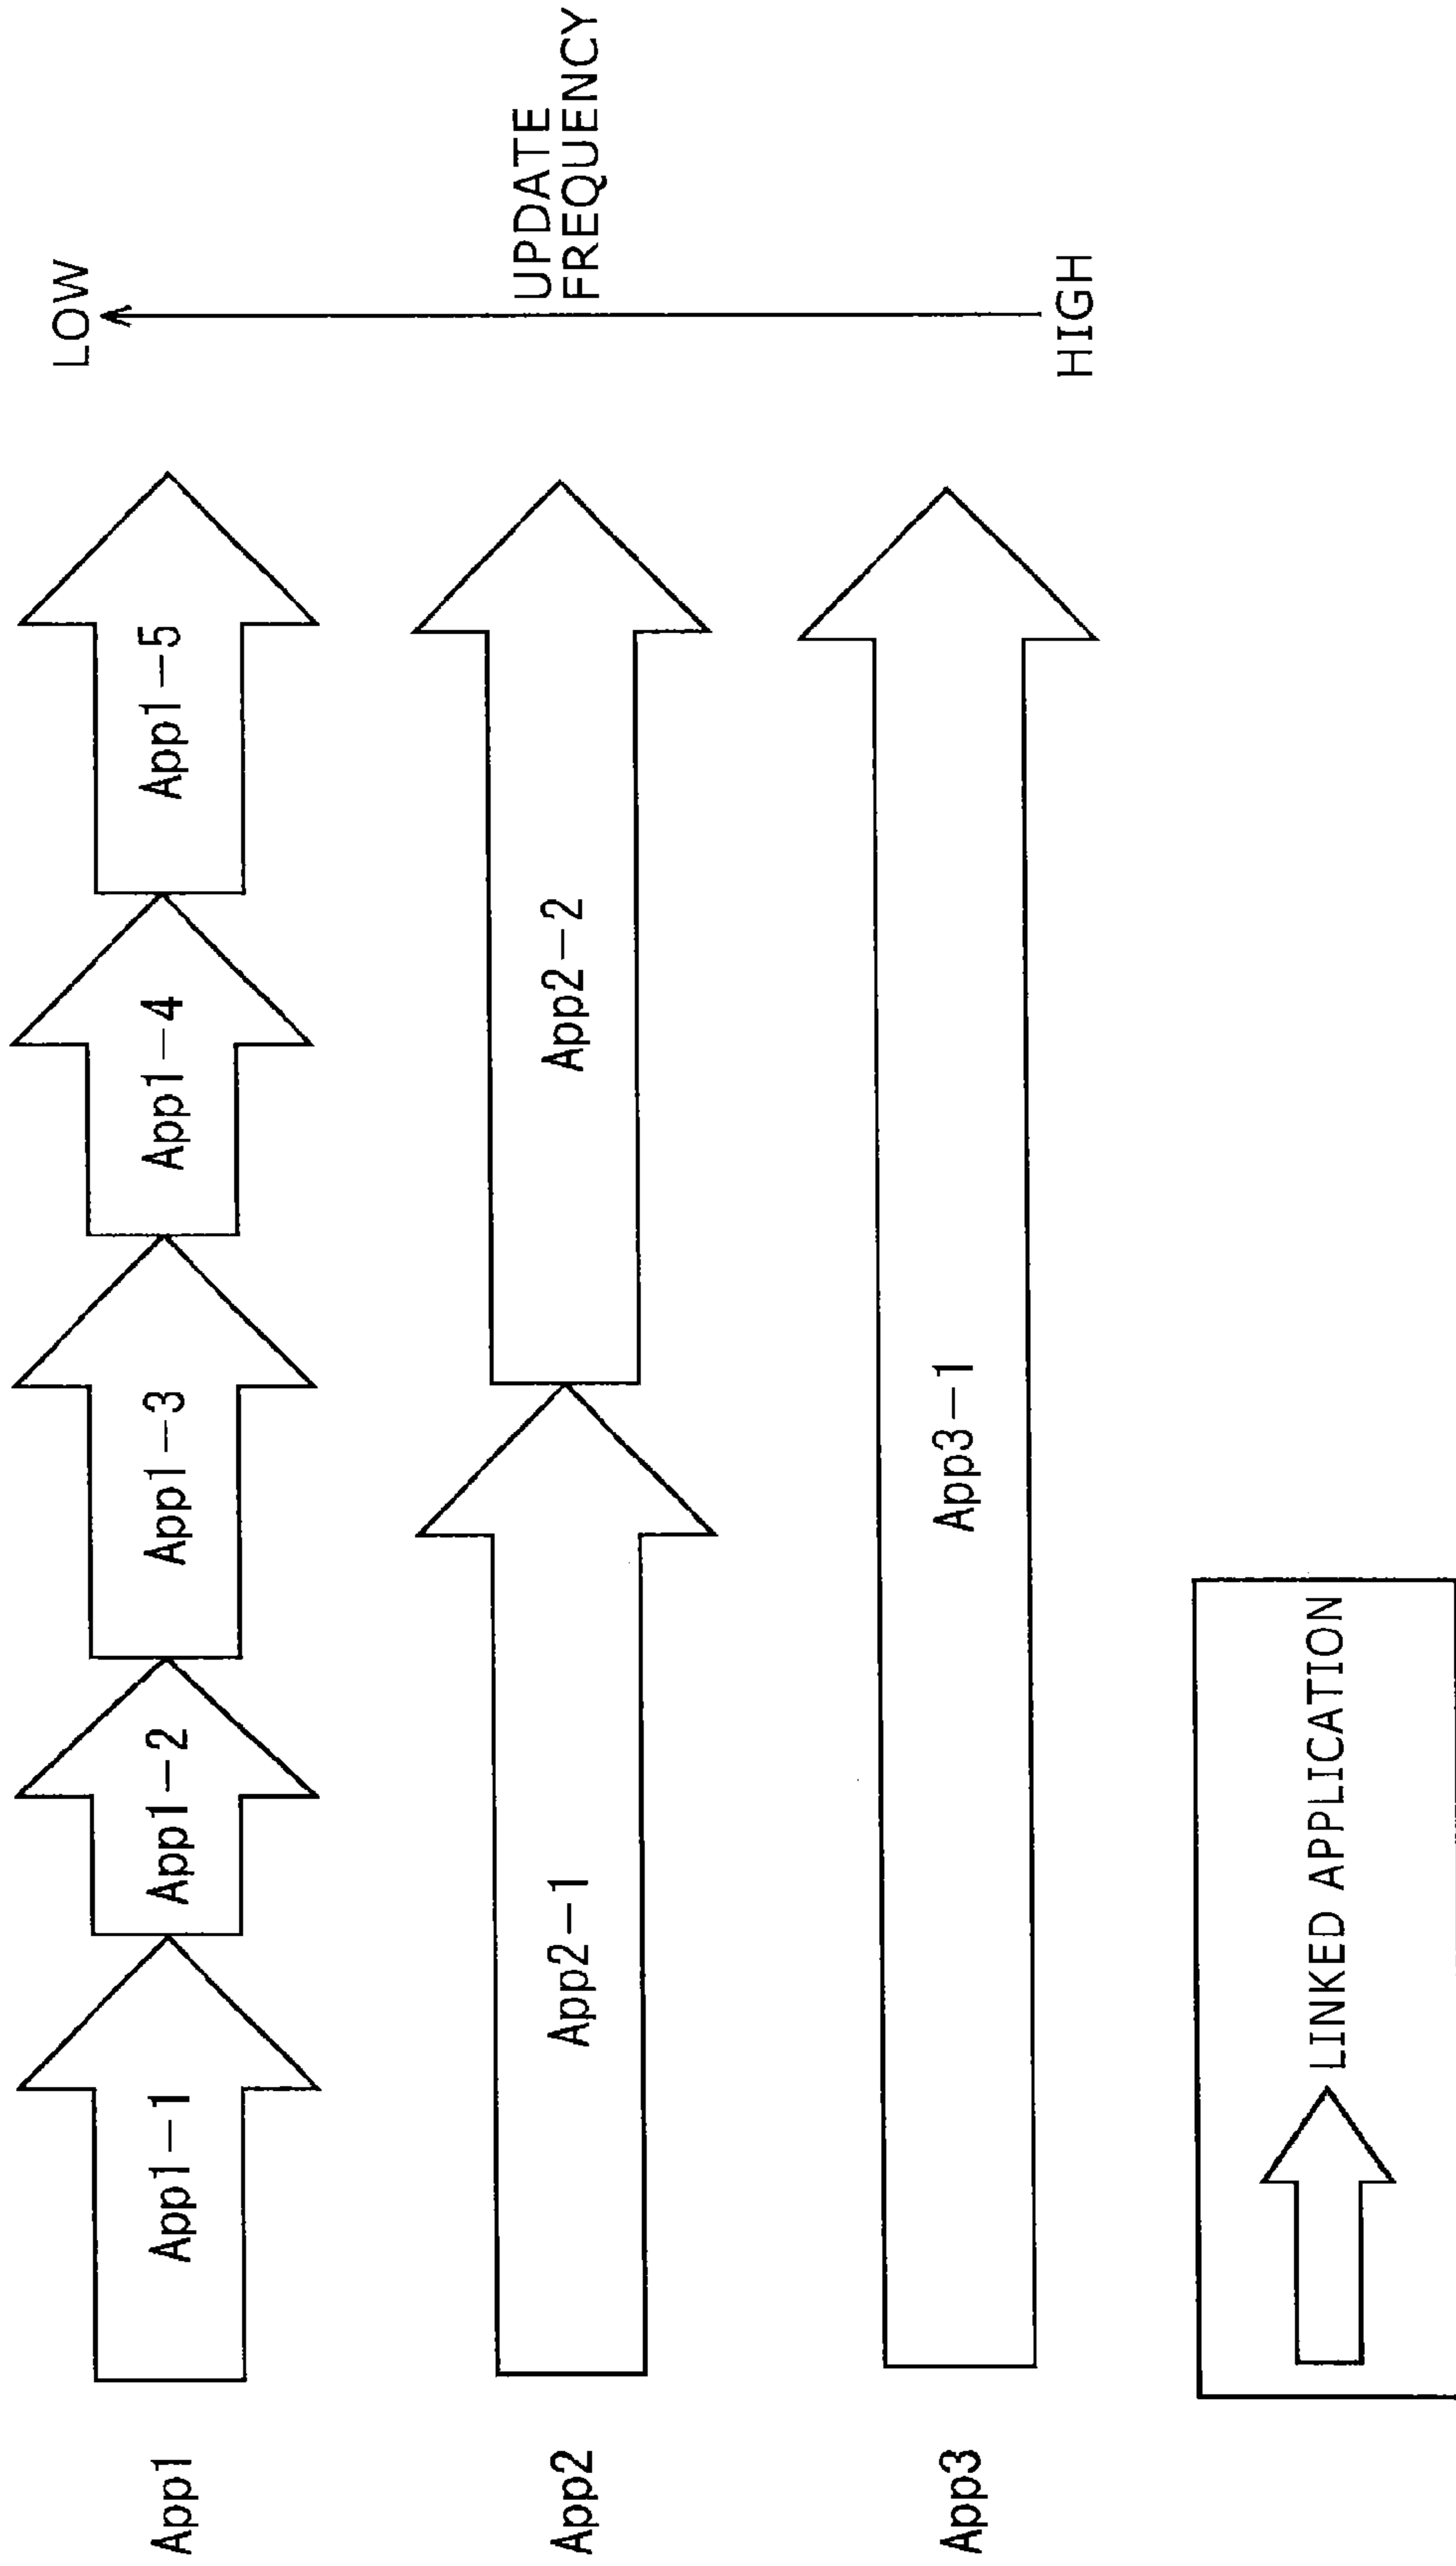 App1
App1-1
App1-2
App1-3
App1-4
App1-5
LOW
App2
App2-1
App2-2
UPDATE
FREQUENCY
App3
App3-1
HIGH
LINKED APPLICATION